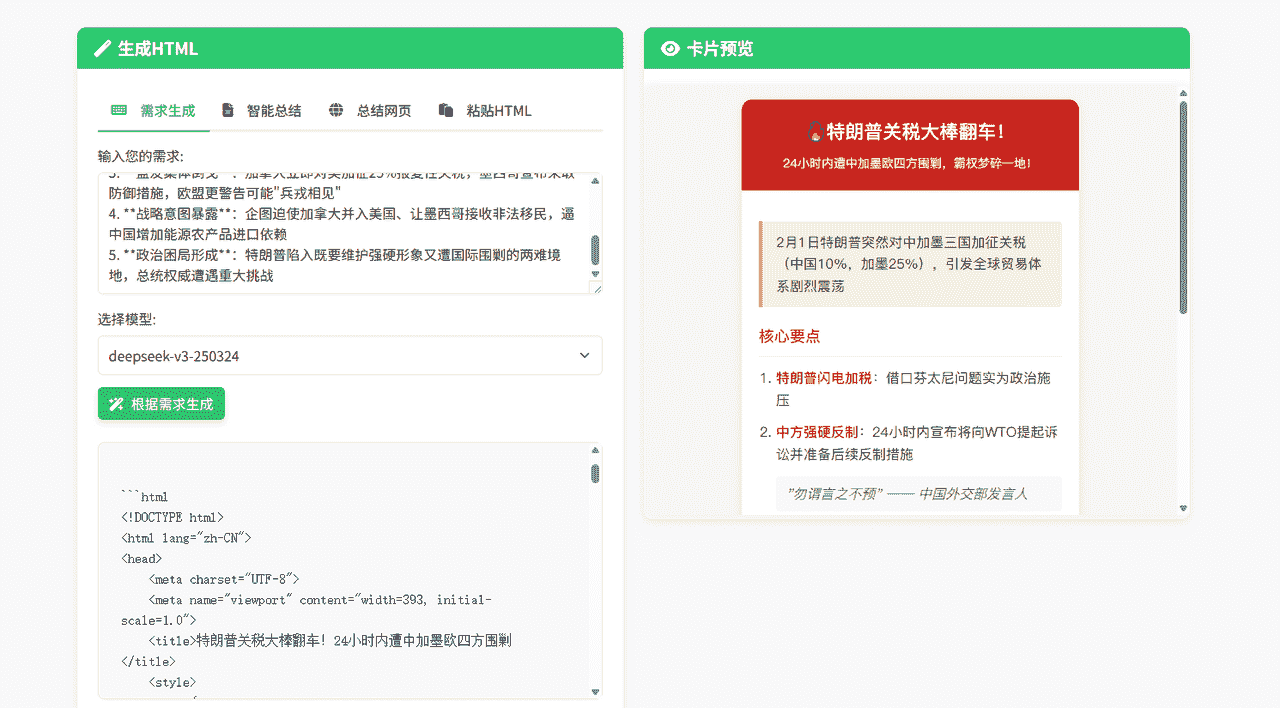 生成HTML
需求生成
智能总结
总结网页
粘贴HTML
输入您的需求:
防御措施，欧盟更警告可能"兵戎相见"
4. **战略意图暴露**：企图迫使加拿大并入美国、让墨西哥接收非法移民，逼
中国增加能源农产品进口依赖
5. **政治困局形成**：特朗普陷入既要维护强硬形象又遭国际围剿的两难境
地，总统权威遭遇重大挑战
选择模型:
deepseek-v3-250324
根据需求生成
```html
<!DOCTYPE html>
<html lang="zh-CN">
<head>
<meta charset="UTF-8">
<meta name="viewport" content="width=393, initial-
scale=1.0">
<title>特朗普关税大棒翻车！24小时内遭中加墨欧四方围剿
</title>
<style>
卡片预览
特朗普关税大棒翻车！
24小时内遭中加墨欧四方围剿，霸权梦碎一地！
2月1日特朗普突然对中加墨三国加征关税
（中国10%，加墨25%），引发全球贸易体
系剧烈震荡
核心要点
1. 特朗普闪电加税：借口芬太尼问题实为政治施
压
2. 中方强硬反制：24小时内宣布将向WTO提起诉
讼并准备后续反制措施
"勿谓言之不预" —— 中国外交部发言人